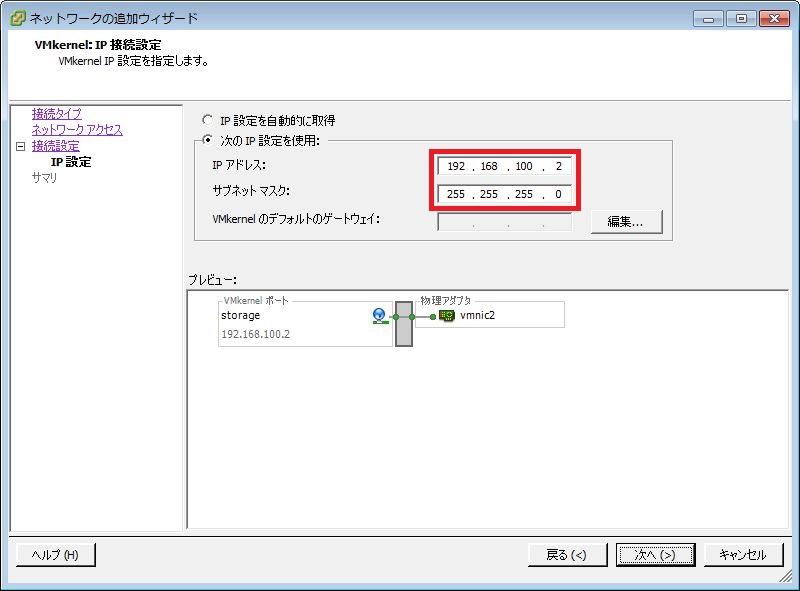 ネットワークの追加ウィザード
VMkernel: IP 接続設定
VMkernel IP 設定を指定します。
接続タイプ
ネットワーク アクセス
接続設定
IP 設定
サマリ
IP 設定を自動的に取得
次の IP 設定を使用:
IP アドレス:
192 . 168 . 100 . 2
サブネット マスク:
255 . 255 . 255 . 0
VMkernel のデフォルトのゲートウェイ:
. . .
編集...
プレビュー:
VMkernel ポート
物理アダプタ
storage
vmnic2
192.168.100.2
ヘルプ (H)
戻る (<)
次へ (>)
キャンセル